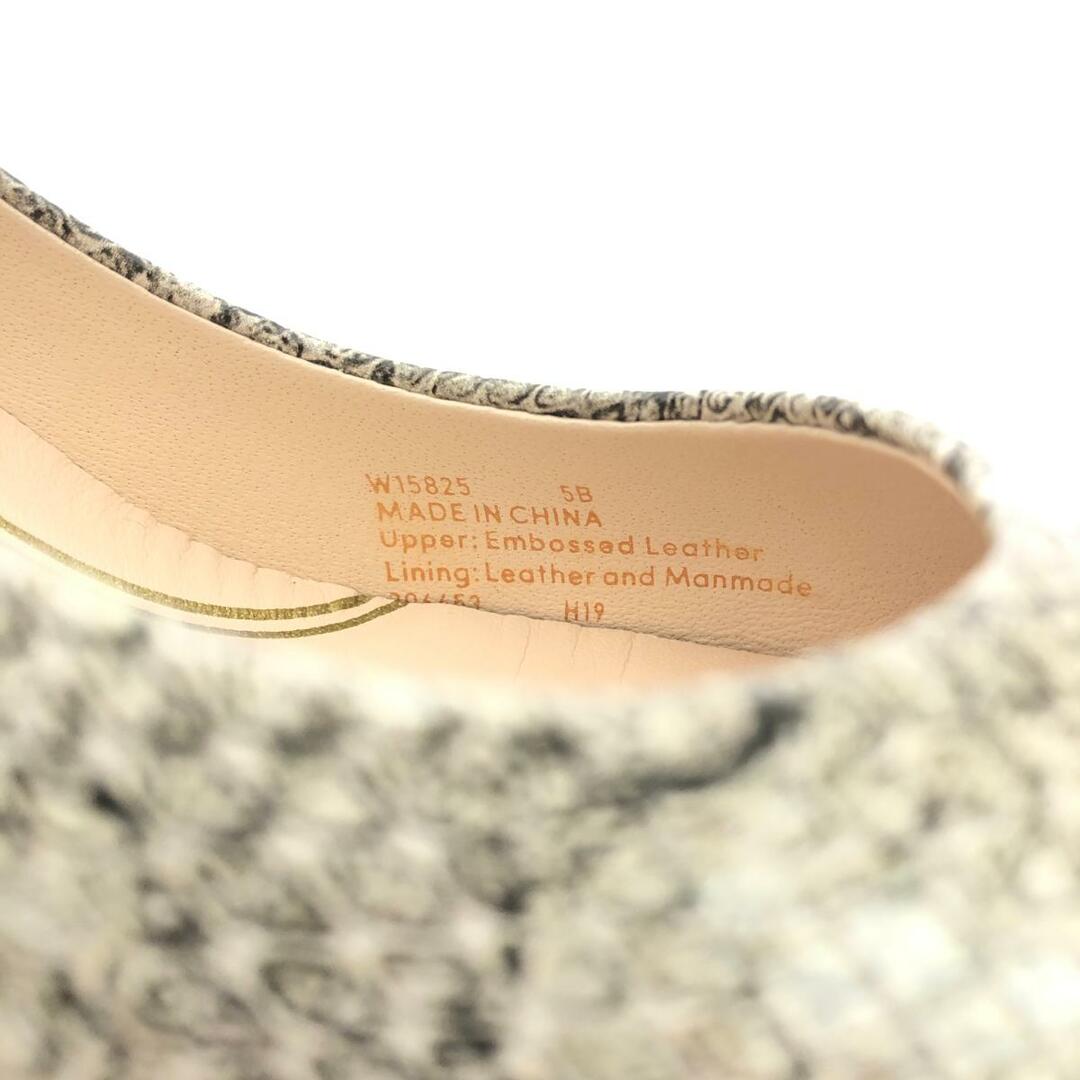 W15825 5B
MADE IN CHINA
Upper: Embossed Leather
Lining: Leather and Manmade
H19